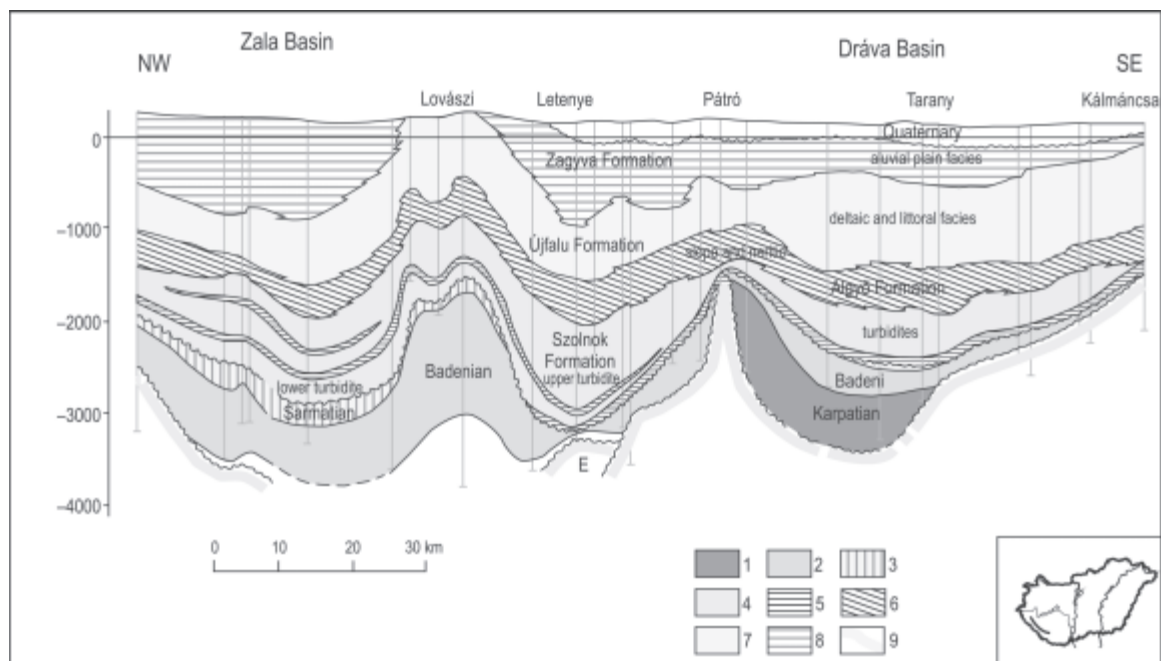 Zala Basin
Dráva Basin
NW
SE
Lovászi
Letenye
Pátró
Tarany
Kálmáncsa
0
Quaternary
Zagyva Formation
aluvial plain facies
−1000
deltaic and littoral facies
Újfalu Formation
slope and neritic
Algyő Formation
−2000
turbidites
Szolnok
Formation
upper turbidite
Badenian
Badeni
lower turbidite
Sarmatian
−3000
Karpatian
E
−4000
0 10 20 30 km
1 2 3
4 5 6
7 8 9